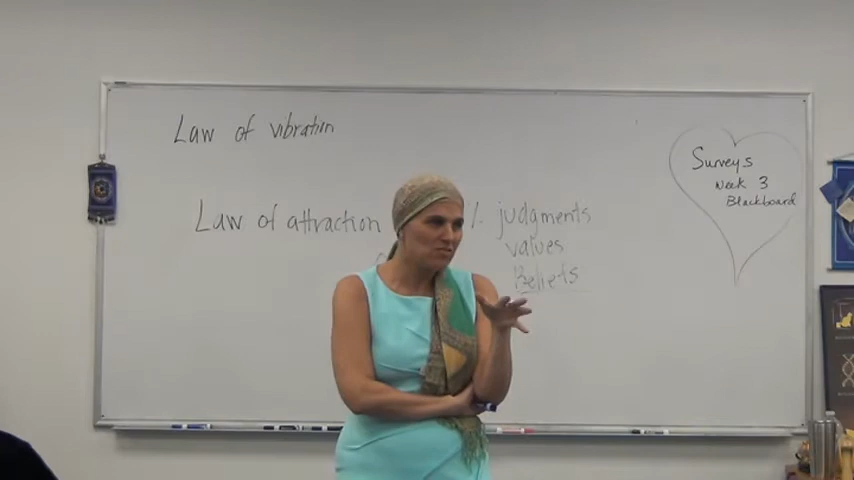 Law of vibration
Law of attraction
1. judgments
values
Beliefs
Surveys
Week 3
Blackboard